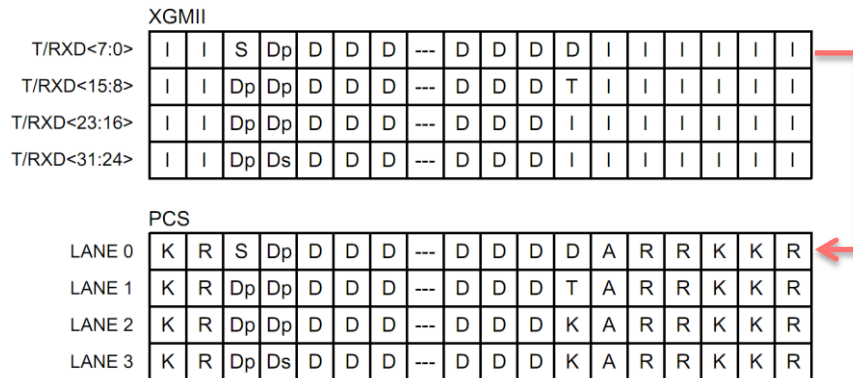 XGMII
T/RXD<7:0> I I S Dp D D D --- D D D D I I I I I I
T/RXD<15:8> I I Dp Dp D D D --- D D D T I I I I I I
T/RXD<23:16> I I Dp Dp D D D --- D D D I I I I I I I
T/RXD<31:24> I I Dp Ds D D D --- D D D I I I I I I I
PCS
LANE 0 K R S Dp D D D --- D D D D A R R K K R
LANE 1 K R Dp Dp D D D --- D D D T A R R K K R
LANE 2 K R Dp Dp D D D --- D D D K A R R K K R
LANE 3 K R Dp Ds D D D --- D D D K A R R K K R